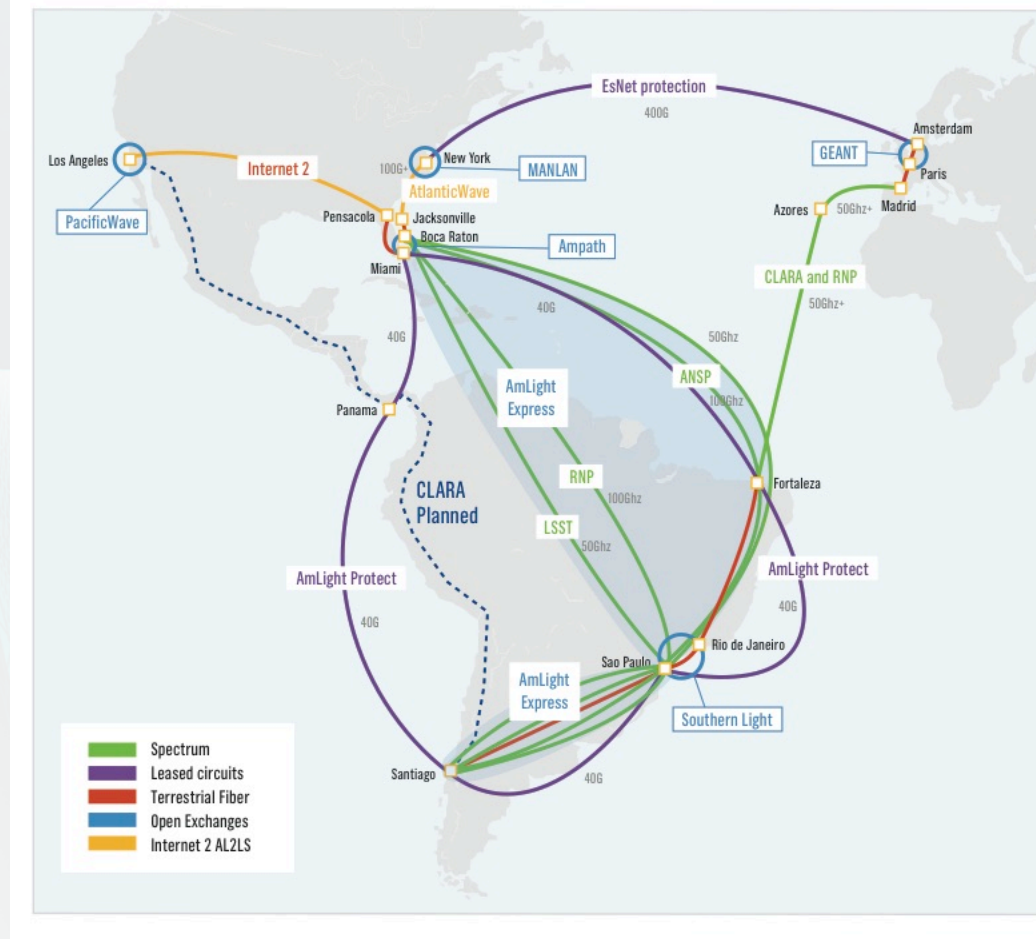 EsNet protection
400G
Amsterdam
GEANT
Paris
Madrid
Azores
50Ghz+
CLARA and RNP
50Ghz+
Los Angeles
PacificWave
Internet 2
100G+
New York
MANLAN
AtlanticWave
Pensacola
Jacksonville
Boca Raton
Ampath
Miami
40G
40G
50Ghz
ANSP
100Ghz
AmLight
Express
Panama
RNP
100Ghz
Fortaleza
CLARA
Planned
LSST
50Ghz
AmLight Protect
40G
AmLight Protect
40G
Rio de Janeiro
Sao Paulo
AmLight
Express
Southern Light
Santiago
40G
Spectrum
Leased circuits
Terrestrial Fiber
Open Exchanges
Internet 2 AL2LS